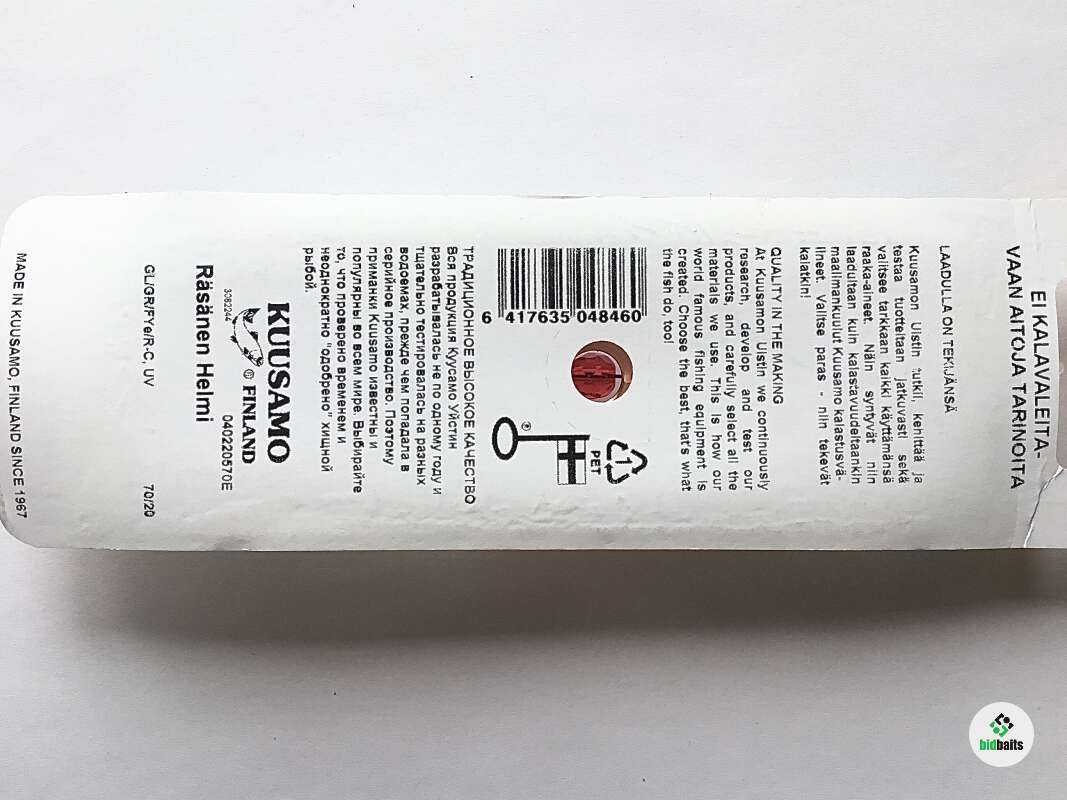 EI KALAVALEITA-
VAAN AITOJA TARINOITA
LAADULLA ON TEKIJÄNSÄ
Kuusamon Uistin tutkii, kehittää ja
testaa tuotteitaan jatkuvasti sekä
valitsee tarkkaan kaikki käyttämänsä
raaka-aineet. Näin syntyvät niin
laadultaan kuin kalastavuudeltaankin
maailmankuulut Kuusamo kalastusvä-
lineet. Valitse paras - niin tekevät
kalatkin!
QUALITY IN THE MAKING
At Kuusamon Uistin we continuously
research, develop and test our
products, and carefully select all the
materials we use. This is how our
world famous fishing equipment is
created. Choose the best, that's what
the fish do, too!
6 417635 048460
1
PET
®
ТРАДИЦИОННОЕ ВЫСОКОЕ КАЧЕСТВО
Вся продукция Куусамо Уйстин
разрабатывалась не по одному году и
тщательно тестировалась на разных
водоемах, прежде чем попадала в
серийное производство. Поэтому
приманки Kuusamo известны и
популярны во всем мире. Выбирайте
то, что проверено временем и
неоднократно "одобрено" хищной
рыбой.
KUUSAMO
® FINLAND
3082244 040220570E
Räsänen Helmi
GL/GR/FYe/R-C, UV 70/20
MADE IN KUUSAMO, FINLAND SINCE 1967
bidbaits